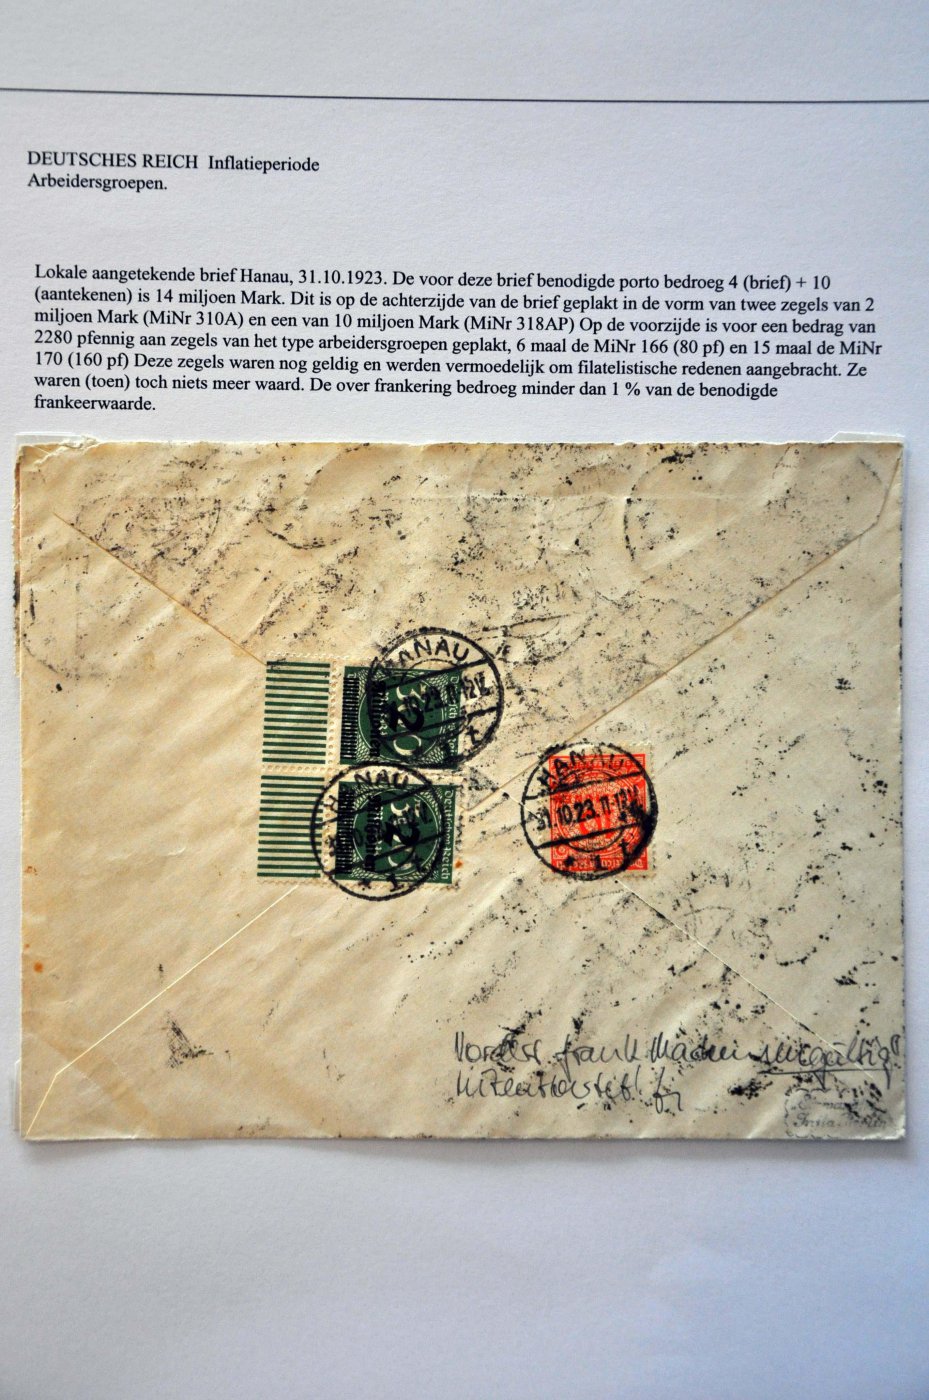 DEUTSCHES REICH Inflatieperiode
Arbeidersgroepen.
Lokale aangetekende brief Hanau, 31.10.1923. De voor deze brief benodigde porto bedroeg 4 (brief) + 10
(aantekenen) is 14 miljoen Mark. Dit is op de achterzijde van de brief geplakt in de vorm van twee zegels van 2
miljoen Mark (MiNr 310A) en een van 10 miljoen Mark (MiNr 318AP) Op de voorzijde is voor een bedrag van
2280 pfennig aan zegels van het type arbeidersgroepen geplakt, 6 maal de MiNr 166 (80 pf) en 15 maal de MiNr
170 (160 pf) Deze zegels waren nog geldig en werden vermoedelijk om filatelistische redenen aangebracht. Ze
waren (toen) toch niets meer waard. De over frankering bedroeg minder dan 1 % van de benodigde
frankeerwaarde.
HANAU
2
HANAU
2
HANAU
31.10.23.11-12V.
ungültig